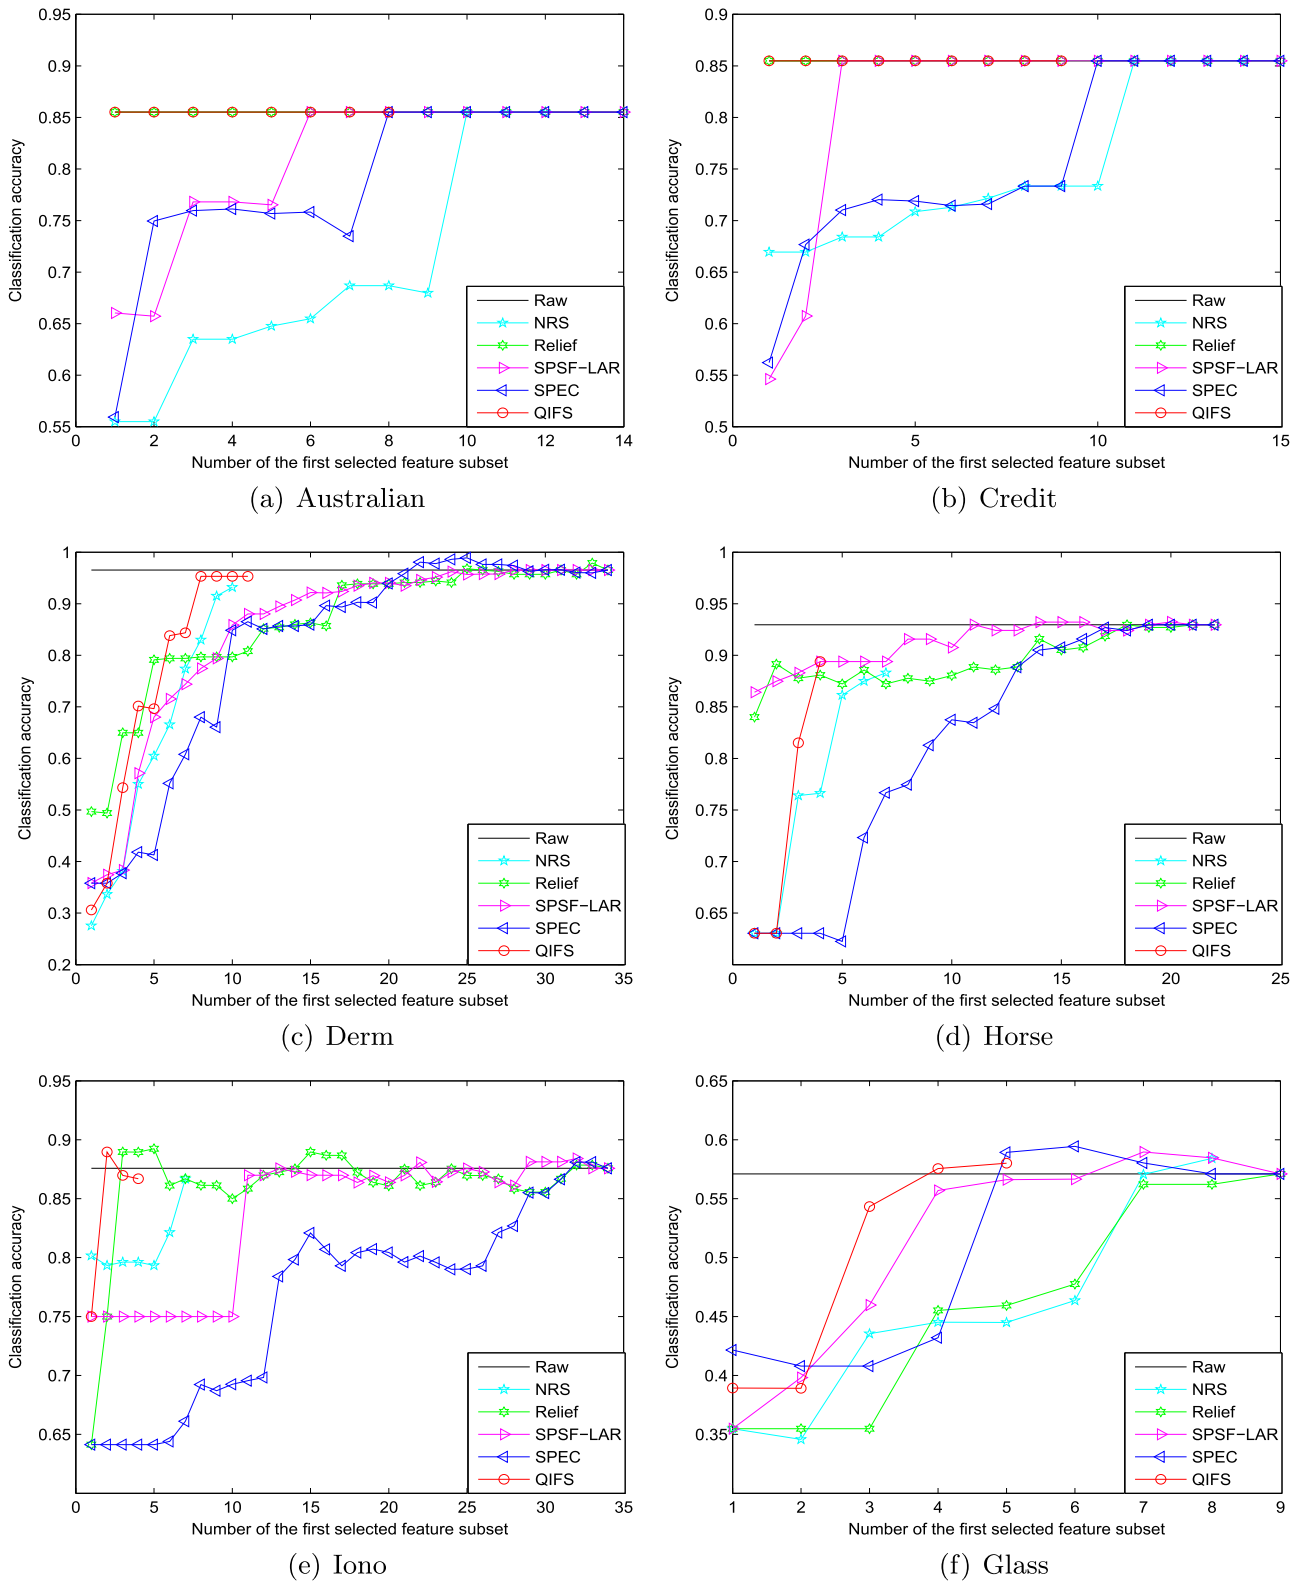 0.95
0.9
0.85
0.8
0.75
0.7
0.65
0.6
0.55
0 2 4 6 8 10 12 14
Classification accuracy
Number of the first selected feature subset
Raw
NRS
Relief
SPSF−LAR
SPEC
QIFS
(a) Australian
0.9
0.85
0.8
0.75
0.7
0.65
0.6
0.55
0.5
0 5 10 15
Classification accuracy
Number of the first selected feature subset
Raw
NRS
Relief
SPSF−LAR
SPEC
QIFS
(b) Credit
1
0.9
0.8
0.7
0.6
0.5
0.4
0.3
0.2
0 5 10 15 20 25 30 35
Classification accuracy
Number of the first selected feature subset
Raw
NRS
Relief
SPSF−LAR
SPEC
QIFS
(c) Derm
1
0.95
0.9
0.85
0.8
0.75
0.7
0.65
0 5 10 15 20 25
Classification accuracy
Number of the first selected feature subset
Raw
NRS
Relief
SPSF−LAR
SPEC
QIFS
(d) Horse
0.95
0.9
0.85
0.8
0.75
0.7
0.65
0 5 10 15 20 25 30 35
Classification accuracy
Number of the first selected feature subset
Raw
NRS
Relief
SPSF−LAR
SPEC
QIFS
(e) Iono
0.65
0.6
0.55
0.5
0.45
0.4
0.35
1 2 3 4 5 6 7 8 9
Classification accuracy
Number of the first selected feature subset
Raw
NRS
Relief
SPSF−LAR
SPEC
QIFS
(f) Glass